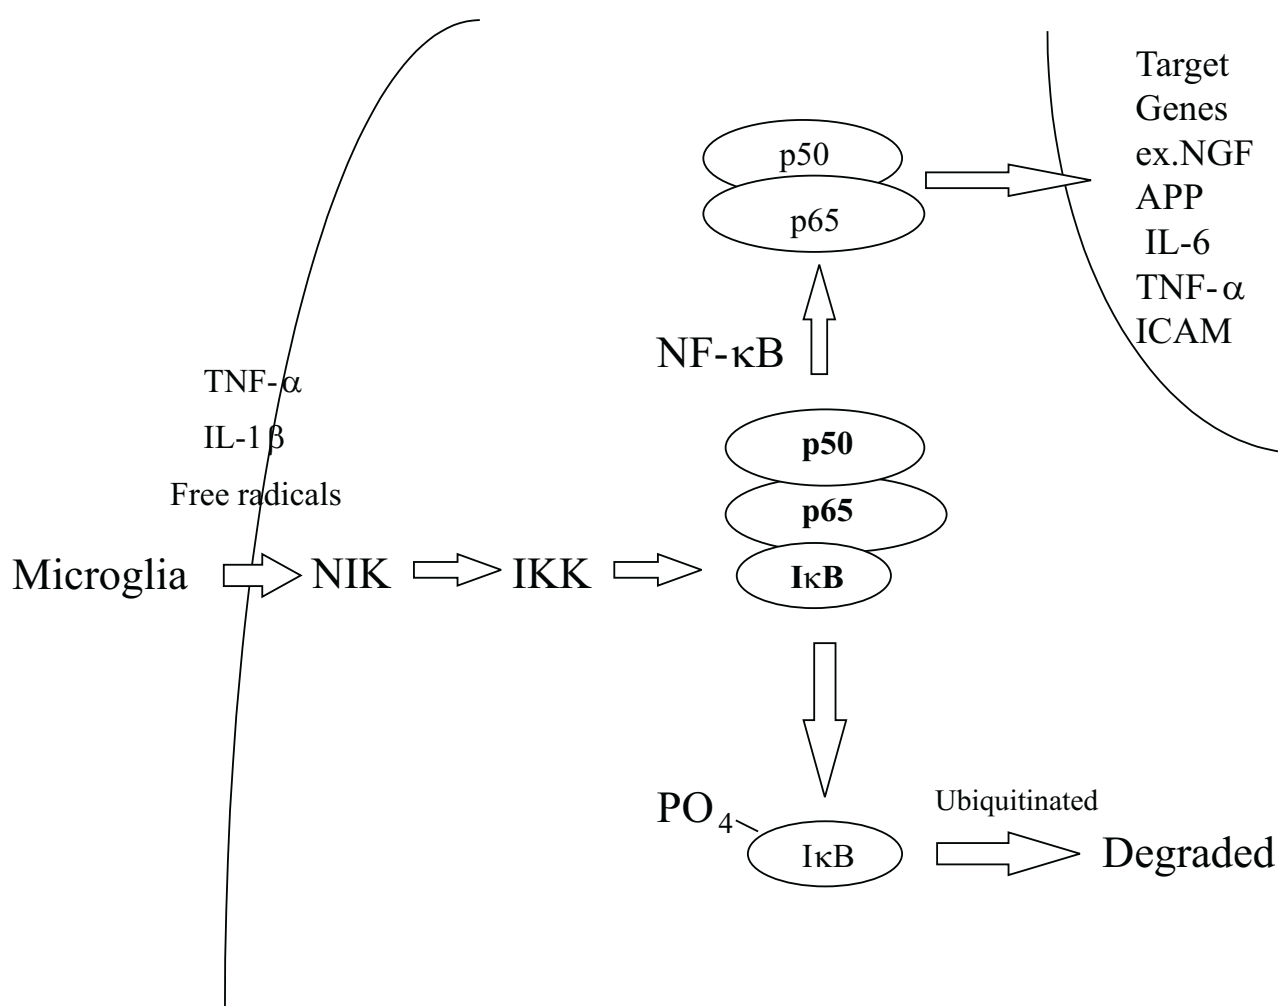 Target
Genes
ex.NGF
APP
IL-6
TNF-α
ICAM
p50
p65
NF-κB
TNF-α
IL-1β
Free radicals
Microglia
NIK
IKK
p50
p65
IκB
PO4
IκB
Ubiquitinated
Degraded